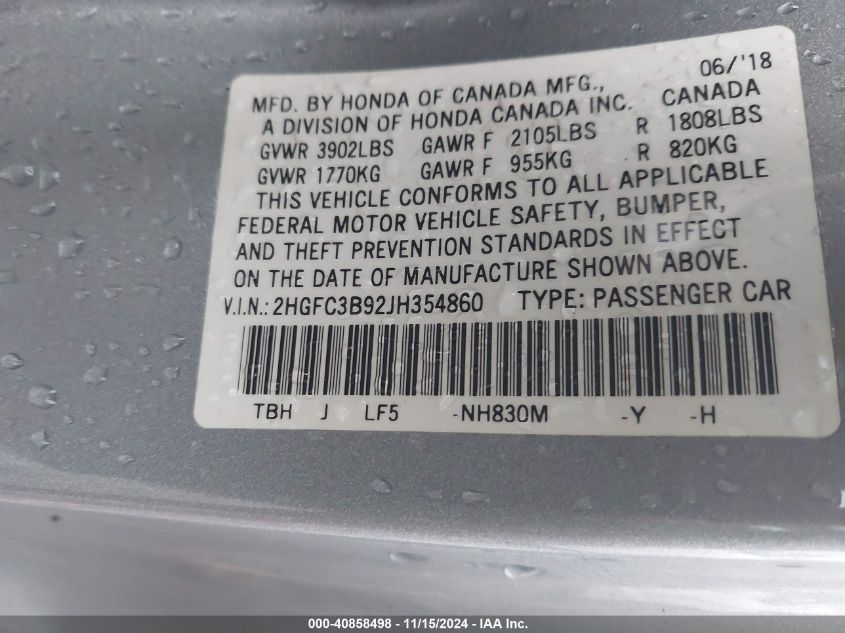 06/'18
MFD. BY HONDA OF CANADA MFG., CANADA
A DIVISION OF HONDA CANADA INC.
GVWR 3902LBS GAWR F 2105LBS R 1808LBS
GVWR 1770KG GAWR F 955KG R 820KG
THIS VEHICLE CONFORMS TO ALL APPLICABLE
FEDERAL MOTOR VEHICLE SAFETY, BUMPER,
AND THEFT PREVENTION STANDARDS IN EFFECT
ON THE DATE OF MANUFACTURE SHOWN ABOVE.
V.I.N.: 2HGFC3B92JH354860 TYPE: PASSENGER CAR
TBH J LF5 -NH830M -Y -H
000-40858498 - 11/15/2024 - IAA Inc.